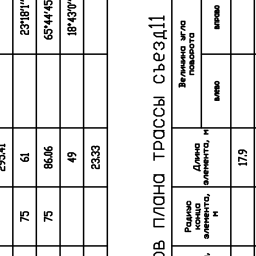 295.41
61
86.06
49
23.33
75
75
23°18'1
65°44'45
18°43'0
ов плана трассы съезд11
Радиус
конца
элемента,
м
Длина
элемента, м
Величина угла
поворота
влево
вправо
17.9